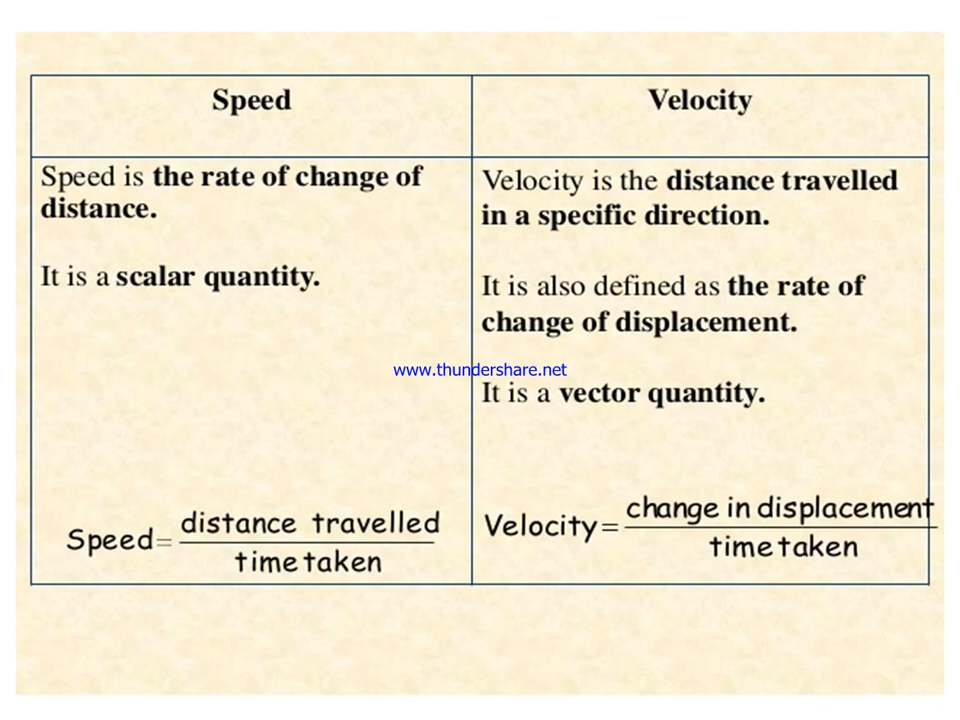 Speed
Speed is the rate of change of
distance.
It is a scalar quantity.
Speed= distance travelled
time taken
Velocity
Velocity is the distance travelled
in a specific direction.
It is also defined as the rate of
change of displacement.
www.thundershare.net
It is a vector quantity.
Velocity= change in displacement
time taken